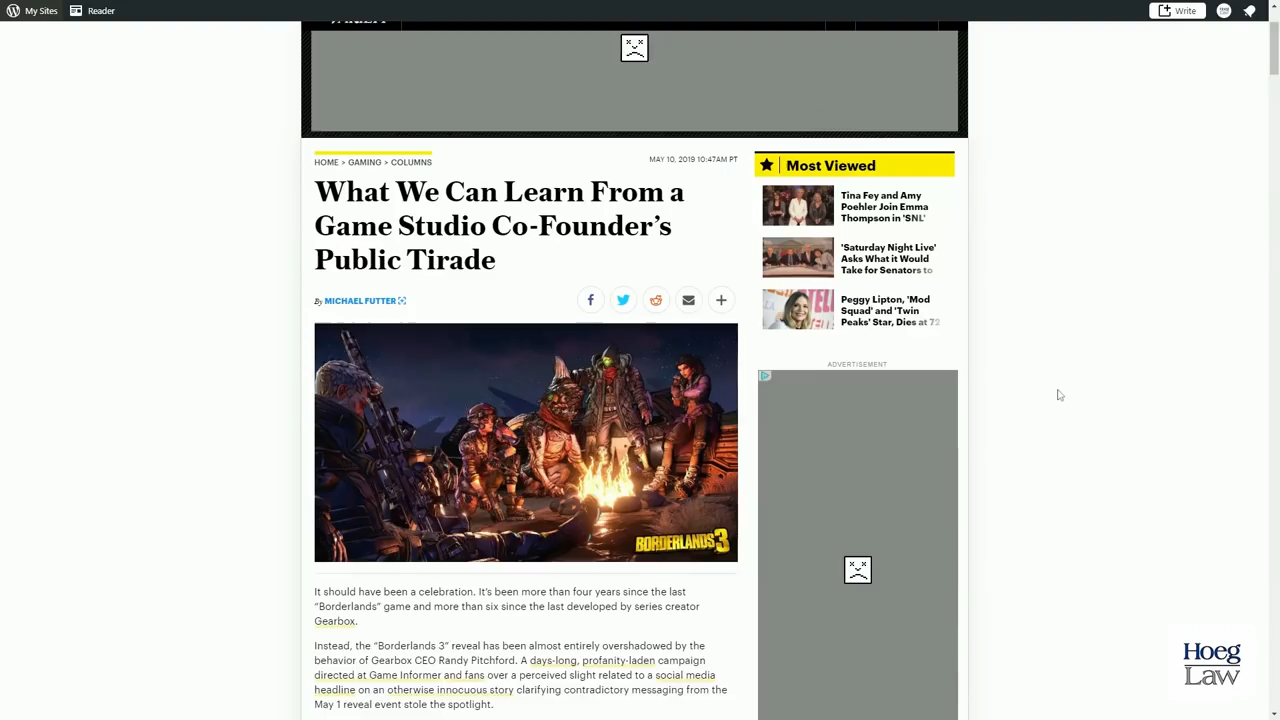 My Sites
Reader
Write
HOME > GAMING > COLUMNS
MAY 10, 2019 10:47AM PT
What We Can Learn From a
Game Studio Co-Founder's
Public Tirade
By MICHAEL FUTTER
BORDERLANDS 3
It should have been a celebration. It's been more than four years since the last
"Borderlands" game and more than six since the last developed by series creator
Gearbox.
Instead, the "Borderlands 3" reveal has been almost entirely overshadowed by the
behavior of Gearbox CEO Randy Pitchford. A days-long, profanity-laden campaign
directed at Game Informer and fans over a perceived slight related to a social media
headline on an otherwise innocuous story clarifying contradictory messaging from the
May 1 reveal event stole the spotlight.
Most Viewed
Tina Fey and Amy
Poehler Join Emma
Thompson in 'SNL'
'Saturday Night Live'
Asks What it Would
Take for Senators to
Peggy Lipton, 'Mod
Squad' and 'Twin
Peaks' Star, Dies at 72
ADVERTISEMENT
Hoeg
Law